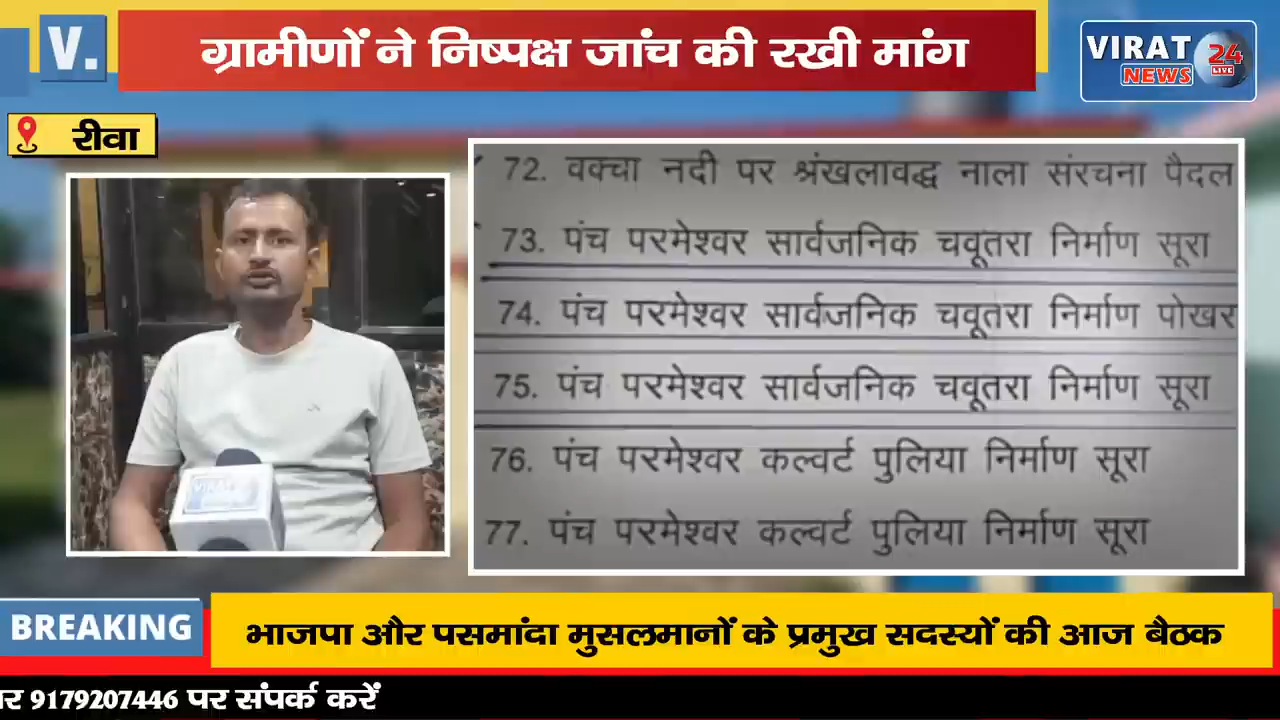 V.
ग्रामीणों ने निष्पक्ष जांच की रखी मांग
VIRAT
NEWS
24
LIVE
रीवा
72. वक्चा नदी पर श्रंखलावद्ध नाला संरचना पैदल
73. पंच परमेश्वर सार्वजनिक चवूतरा निर्माण सूरा
74. पंच परमेश्वर सार्वजनिक चवूतरा निर्माण पोखर
75. पंच परमेश्वर सार्वजनिक चवूतरा निर्माण सूरा
76. पंच परमेश्वर कल्वर्ट पुलिया निर्माण सूरा
77. पंच परमेश्वर कल्वर्ट पुलिया निर्माण सूरा
VIRAT
BREAKING
भाजपा और पसमांदा मुसलमानों के प्रमुख सदस्यों की आज बैठक
9179207446 पर संपर्क करें